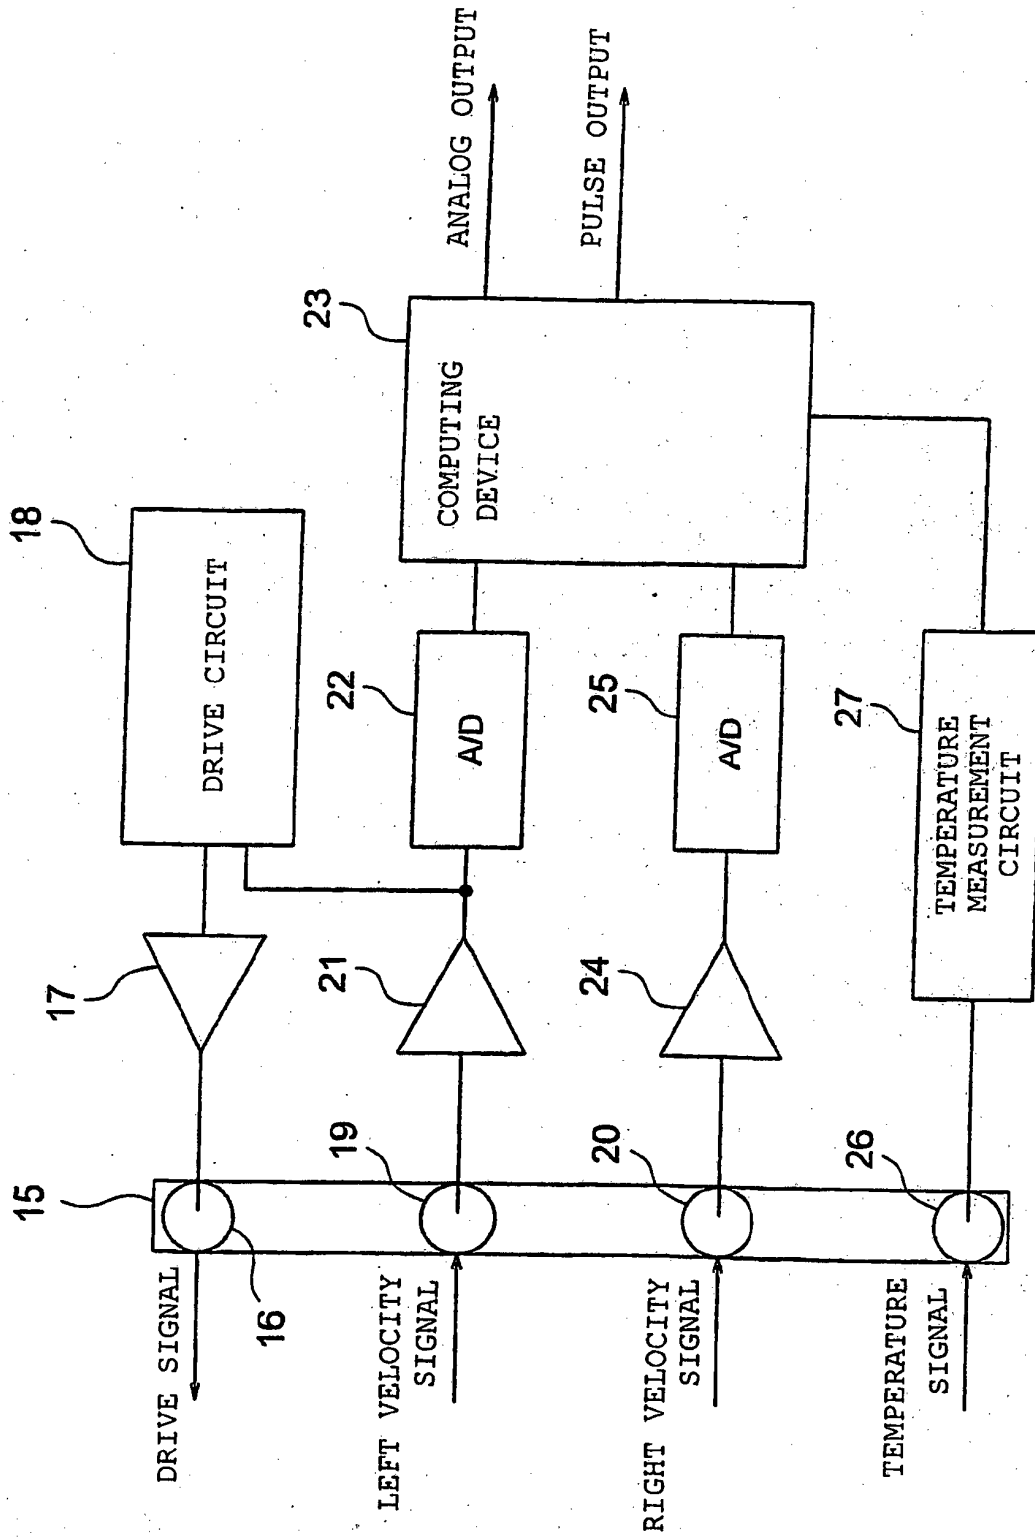 15
DRIVE SIGNAL
16
17
18
DRIVE CIRCUIT
LEFT VELOCITY
SIGNAL
19
21
22
A/D
23
COMPUTING
DEVICE
ANALOG OUTPUT
PULSE OUTPUT
RIGHT VELOCITY
SIGNAL
20
24
25
A/D
TEMPERATURE
SIGNAL
26
27
TEMPERATURE
MEASUREMENT
CIRCUIT